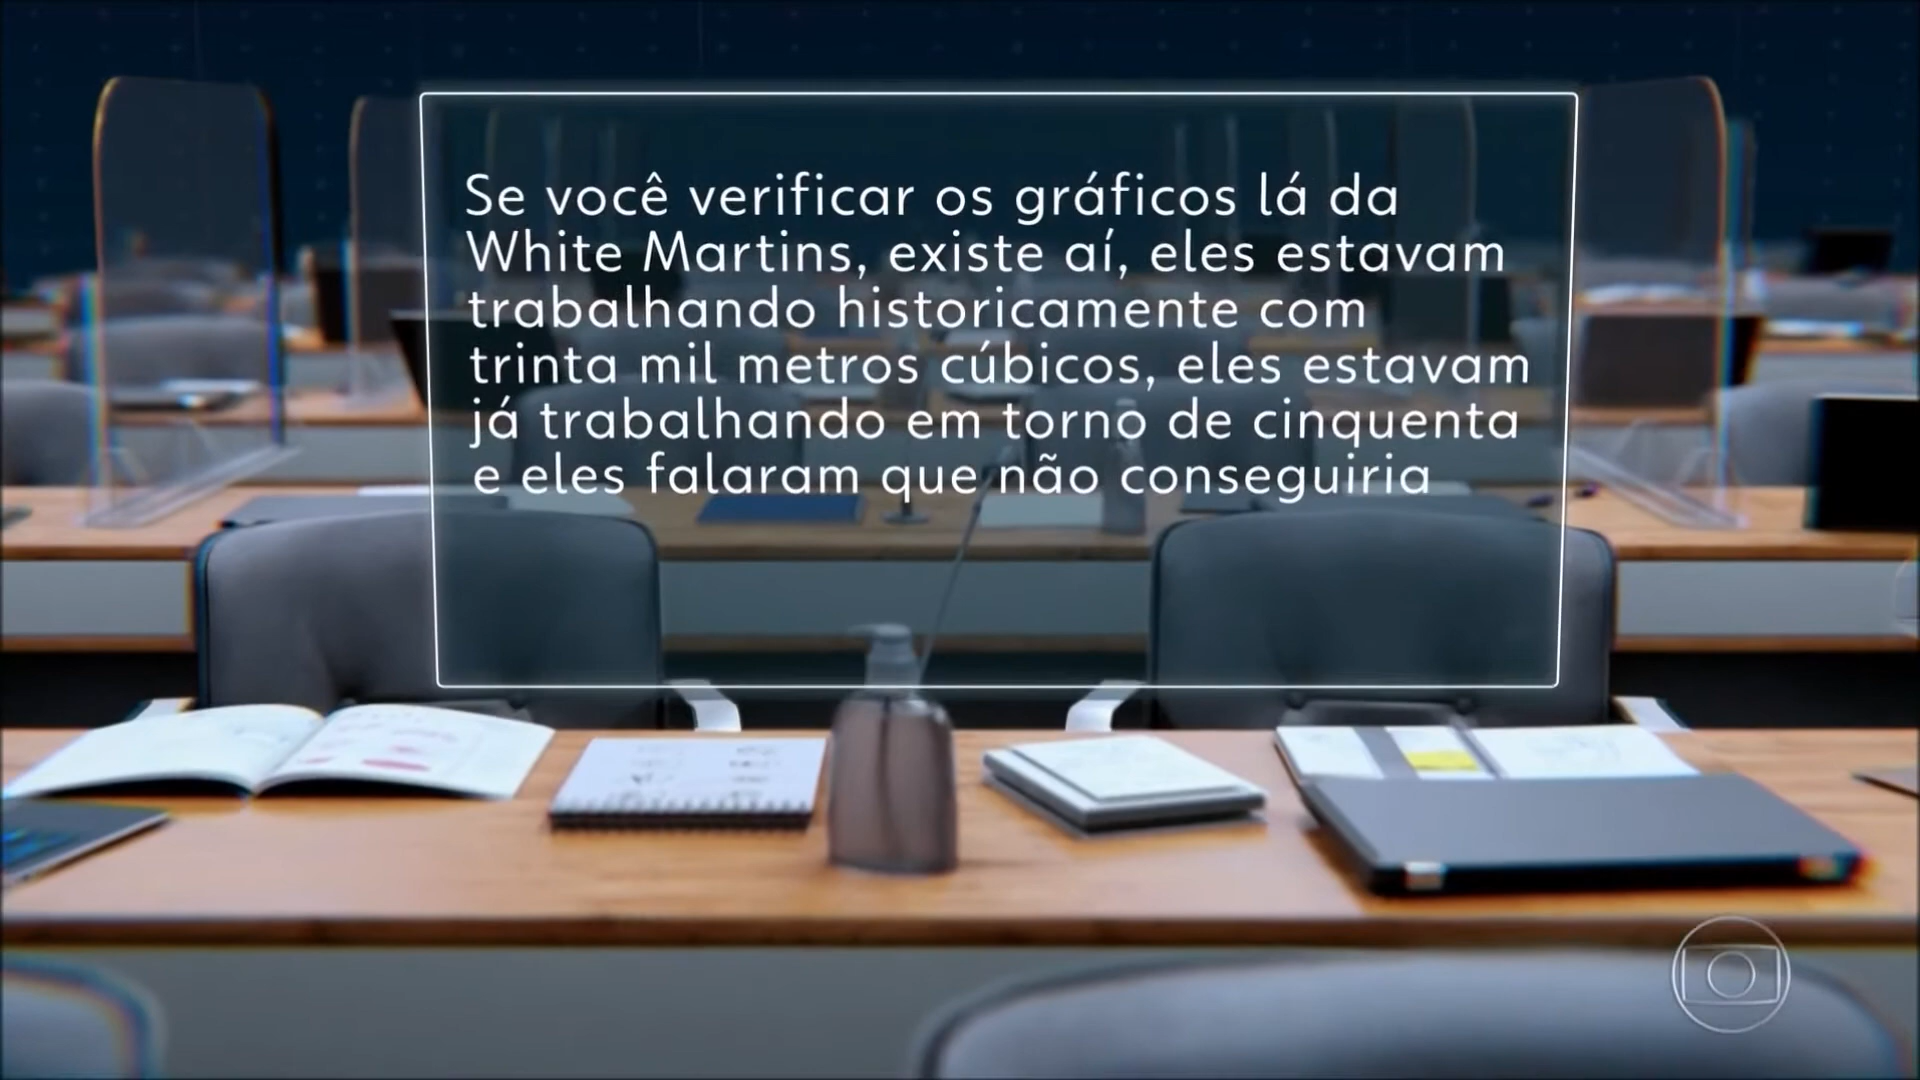 Se você verificar os gráficos lá da
White Martins, existe aí, eles estavam
trabalhando historicamente com
trinta mil metros cúbicos, eles estavam
já trabalhando em torno de cinquenta
e eles falaram que não conseguiria